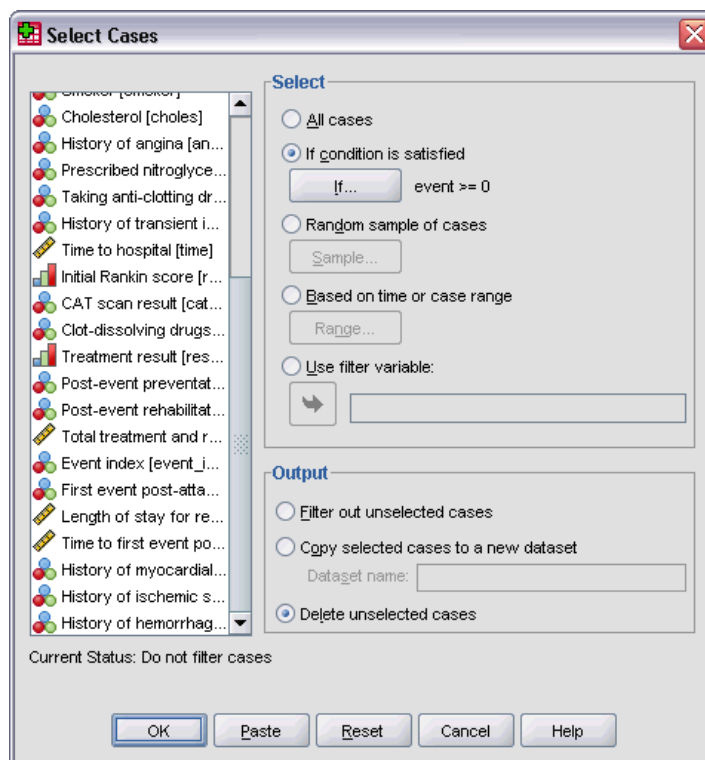 Select Cases
Smoker [smoker]
Cholesterol [choles]
History of angina [an...
Prescribed nitroglyce...
Taking anti-clotting dr...
History of transient i...
Time to hospital [time]
Initial Rankin score [r...
CAT scan result [cat...
Clot-dissolving drugs...
Treatment result [res...
Post-event preventat...
Post-event rehabilitat...
Total treatment and r...
Event index [event_i...
First event post-atta...
Length of stay for re...
Time to first event po...
History of myocardial...
History of ischemic s...
History of hemorrhag...
Select
All cases
If condition is satisfied
If... event >= 0
Random sample of cases
Sample...
Based on time or case range
Range...
Use filter variable:
Output
Filter out unselected cases
Copy selected cases to a new dataset
Dataset name:
Delete unselected cases
Current Status: Do not filter cases
OK Paste Reset Cancel Help